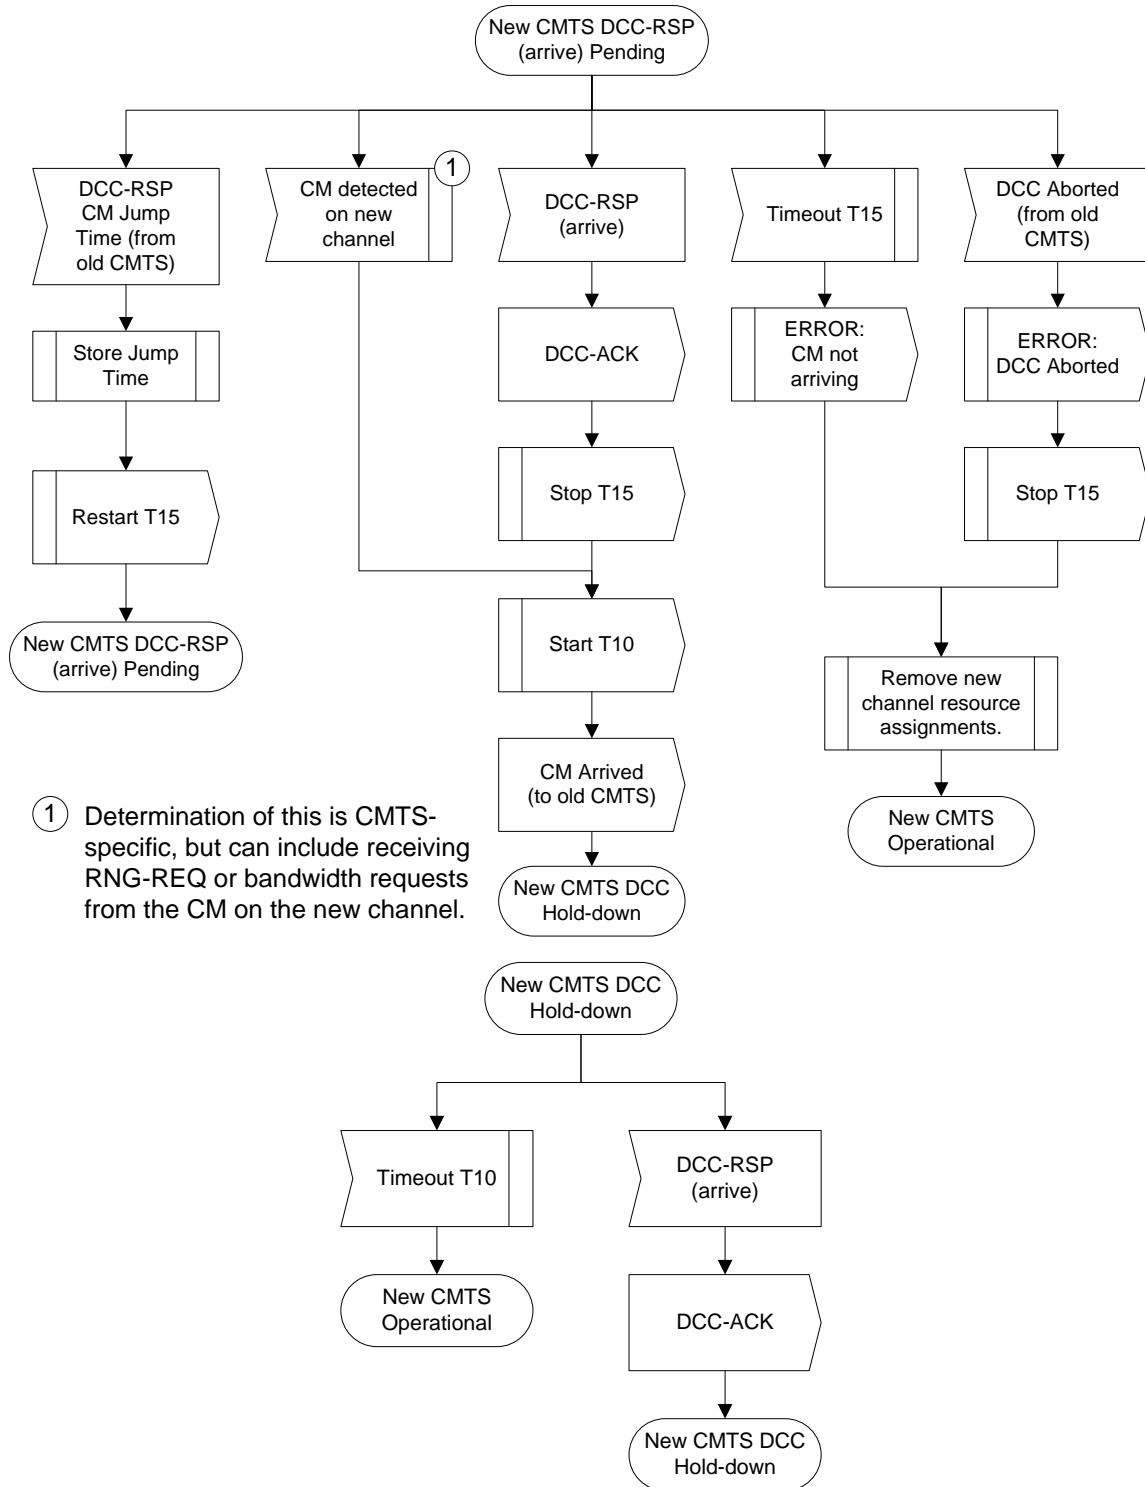 New CMTS DCC-RSP
(arrive) Pending
1
DCC-RSP
CM Jump
Time (from
old CMTS)
CM detected
on new
channel
DCC-RSP
(arrive)
Timeout T15
DCC Aborted
(from old
CMTS)
Store Jump
Time
DCC-ACK
ERROR:
CM not
arriving
ERROR:
DCC Aborted
Restart T15
Stop T15
Stop T15
New CMTS DCC-RSP
(arrive) Pending
Start T10
Remove new
channel resource
assignments.
CM Arrived
(to old CMTS)
New CMTS
Operational
1 Determination of this is CMTS-
specific, but can include receiving
RNG-REQ or bandwidth requests
from the CM on the new channel.
New CMTS DCC
Hold-down
New CMTS DCC
Hold-down
Timeout T10
DCC-RSP
(arrive)
New CMTS
Operational
DCC-ACK
New CMTS DCC
Hold-down